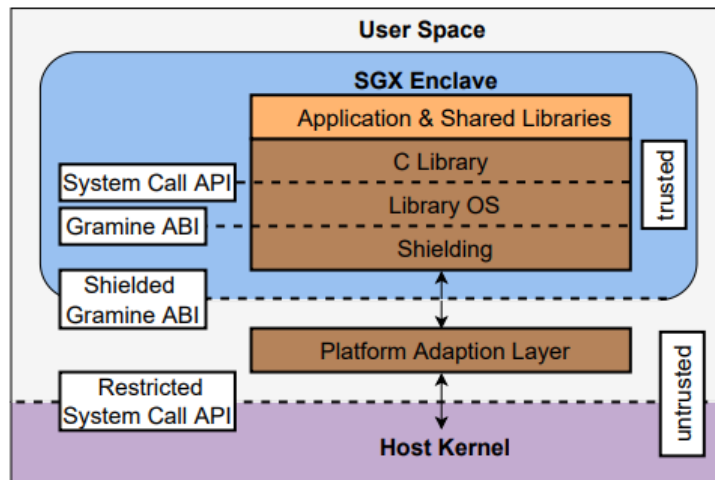 User Space
SGX Enclave
Application & Shared Libraries
C Library
System Call API
trusted
Library OS
Gramine ABI
Shielding
Shielded
Gramine ABI
Platform Adaption Layer
untrusted
Restricted
System Call API
Host Kernel